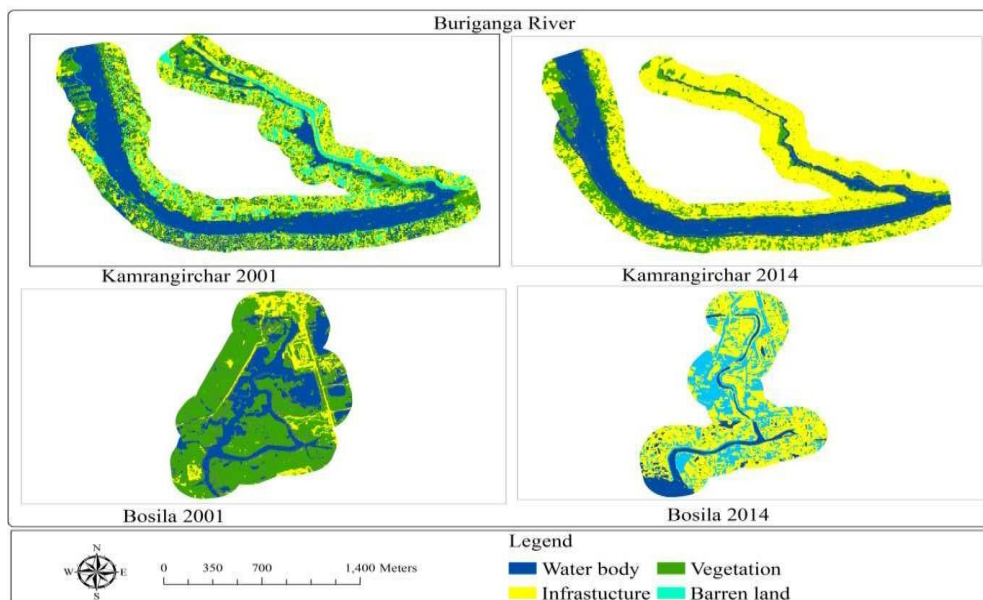 Buriganga River
Kamrangirchar 2001
Kamrangirchar 2014
Bosila 2001
Bosila 2014
N
W E
S
0 350 700 1,400 Meters
Legend
Water body
Vegetation
Infrastucture
Barren land